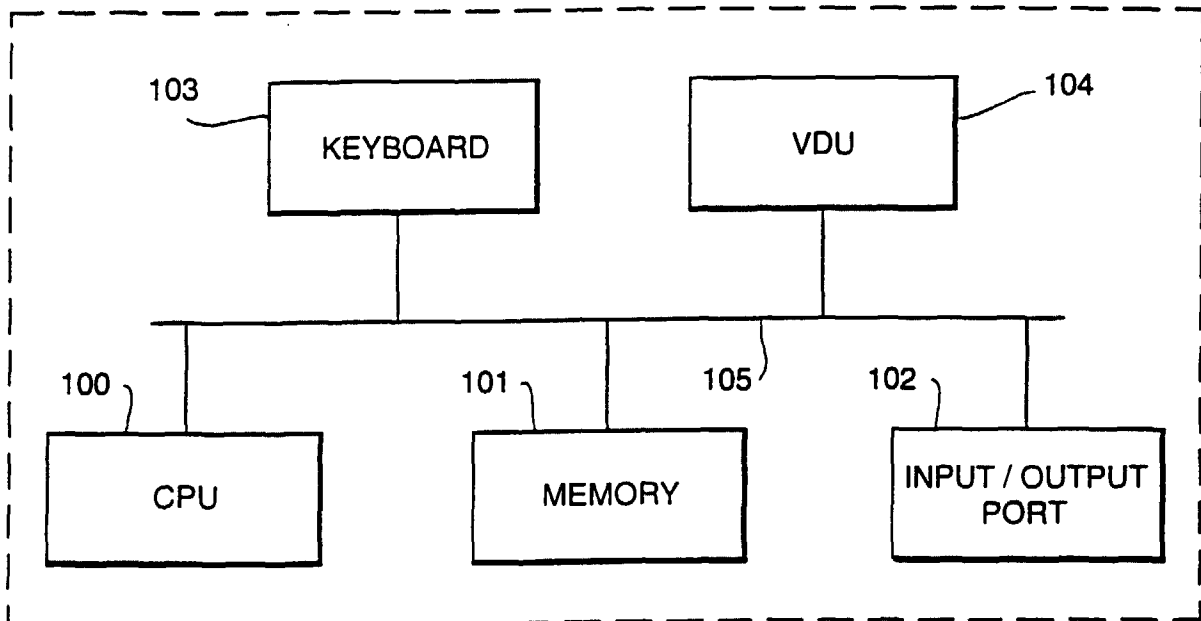 103
KEYBOARD
VDU
104
100
CPU
101
MEMORY
105
102
INPUT / OUTPUT
PORT